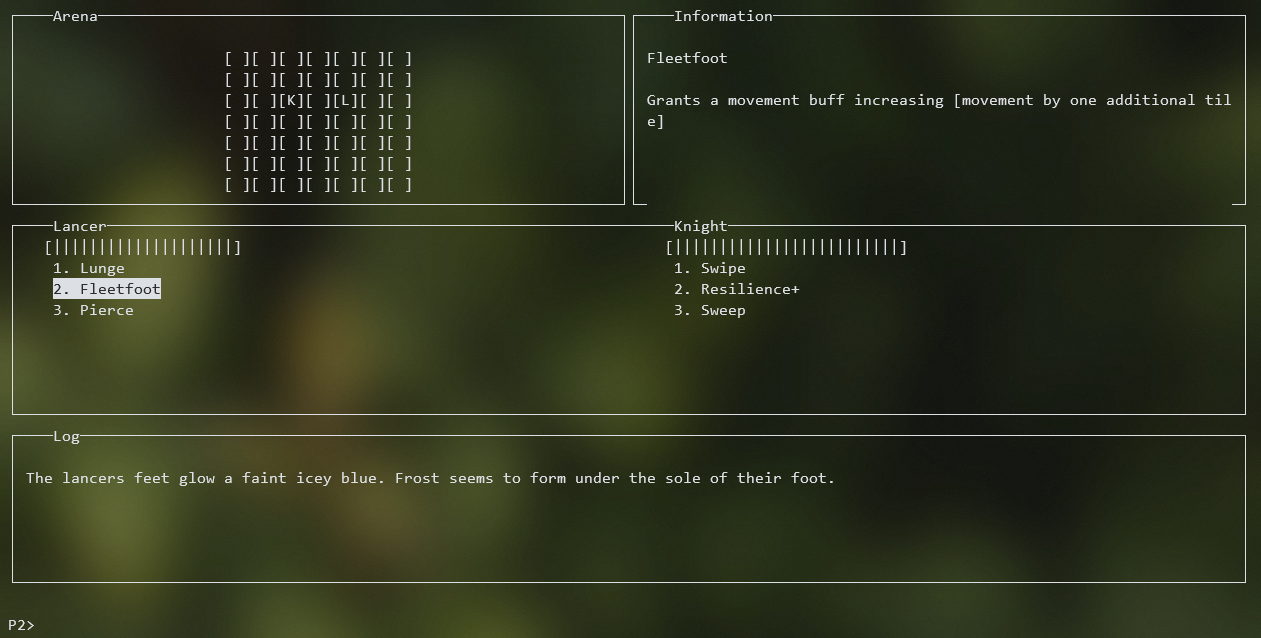 Arena
[ ][ ][ ][ ][ ][ ][ ]
[ ][ ][ ][ ][ ][ ][ ]
[ ][ ][K][ ][L][ ][ ]
[ ][ ][ ][ ][ ][ ][ ]
[ ][ ][ ][ ][ ][ ][ ]
[ ][ ][ ][ ][ ][ ][ ]
[ ][ ][ ][ ][ ][ ][ ]
Information
Fleetfoot
Grants a movement buff increasing [movement by one additional til
e]
Lancer
[||||||||||||||||||||]
1. Lunge
2. Fleetfoot
3. Pierce
Knight
[|||||||||||||||||||||||||]
1. Swipe
2. Resilience+
3. Sweep
Log
The lancers feet glow a faint icey blue. Frost seems to form under the sole of their foot.
P2>